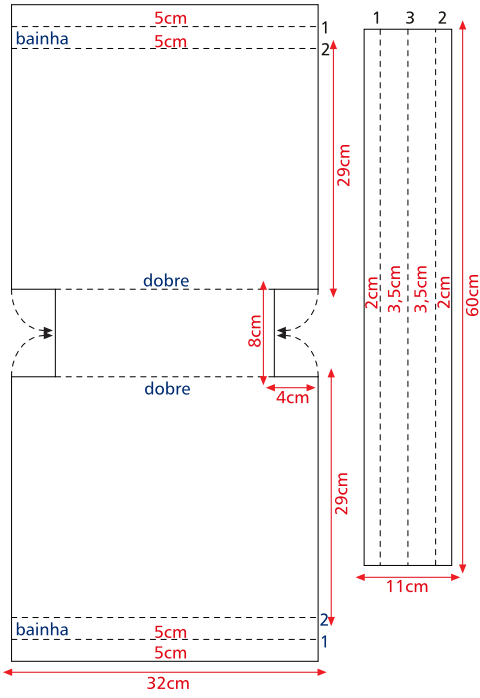 5cm
1
bainha
5cm
2
29cm
dobre
8cm
4cm
dobre
29cm
2
bainha
5cm
1
5cm
32cm
1 3 2
2cm
3,5cm
3,5cm
2cm
60cm
11cm